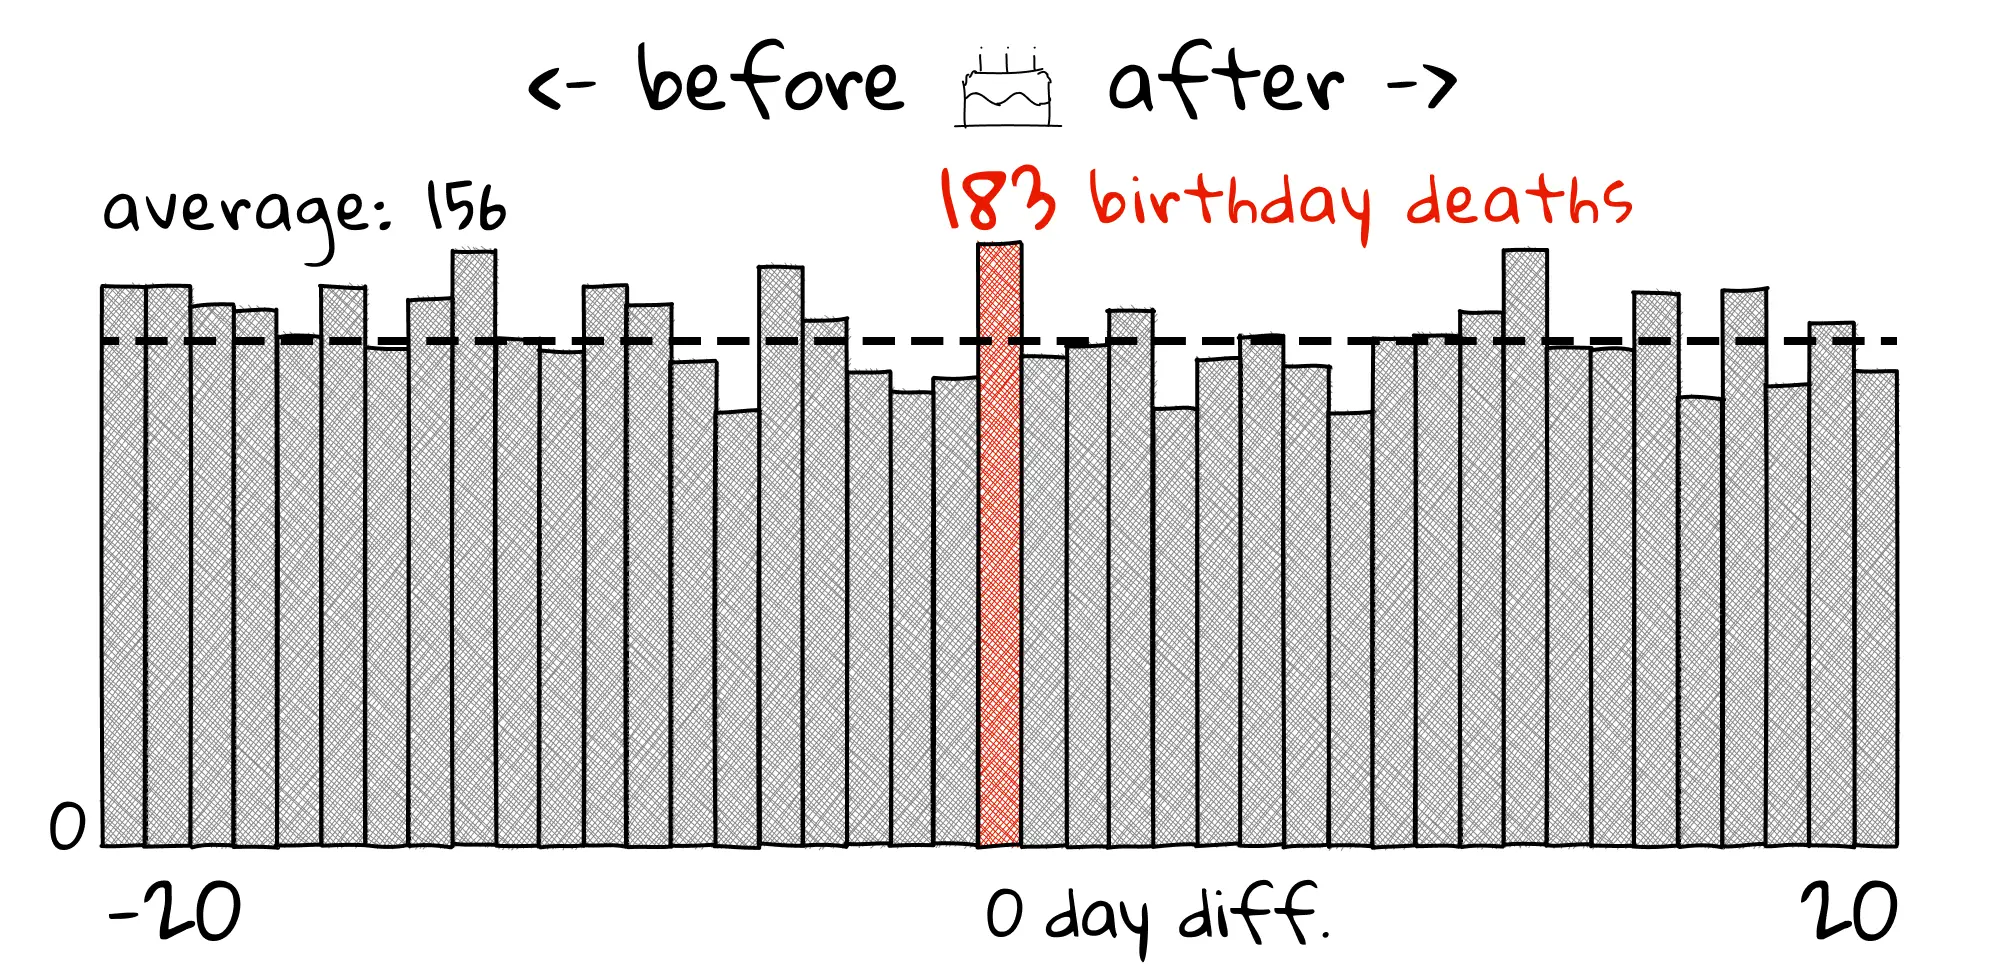 <- before after ->
average: 156
183 birthday deaths
0
-20
0 day diff.
20